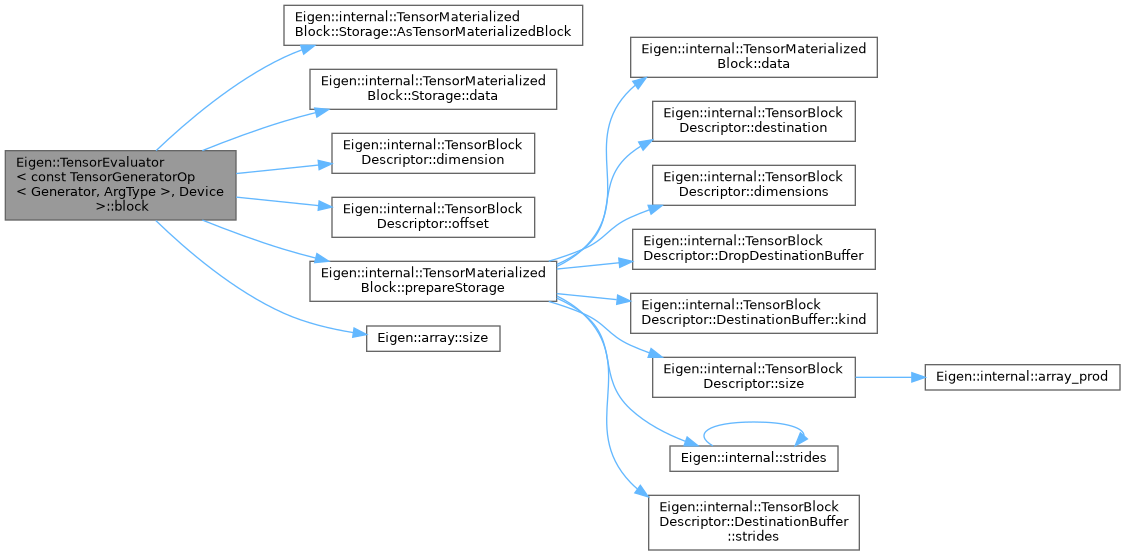 Eigen::TensorEvaluator
< const TensorGeneratorOp
< Generator, ArgType >, Device
>::block
Eigen::internal::TensorMaterialized
Block::Storage::AsTensorMaterializedBlock
Eigen::internal::TensorMaterialized
Block::Storage::data
Eigen::internal::TensorBlock
Descriptor::dimension
Eigen::internal::TensorBlock
Descriptor::offset
Eigen::internal::TensorMaterialized
Block::prepareStorage
Eigen::array::size
Eigen::internal::TensorMaterialized
Block::data
Eigen::internal::TensorBlock
Descriptor::destination
Eigen::internal::TensorBlock
Descriptor::dimensions
Eigen::internal::TensorBlock
Descriptor::DropDestinationBuffer
Eigen::internal::TensorBlock
Descriptor::DestinationBuffer::kind
Eigen::internal::TensorBlock
Descriptor::size
Eigen::internal::strides
Eigen::internal::TensorBlock
Descriptor::DestinationBuffer
::strides
Eigen::internal::array_prod